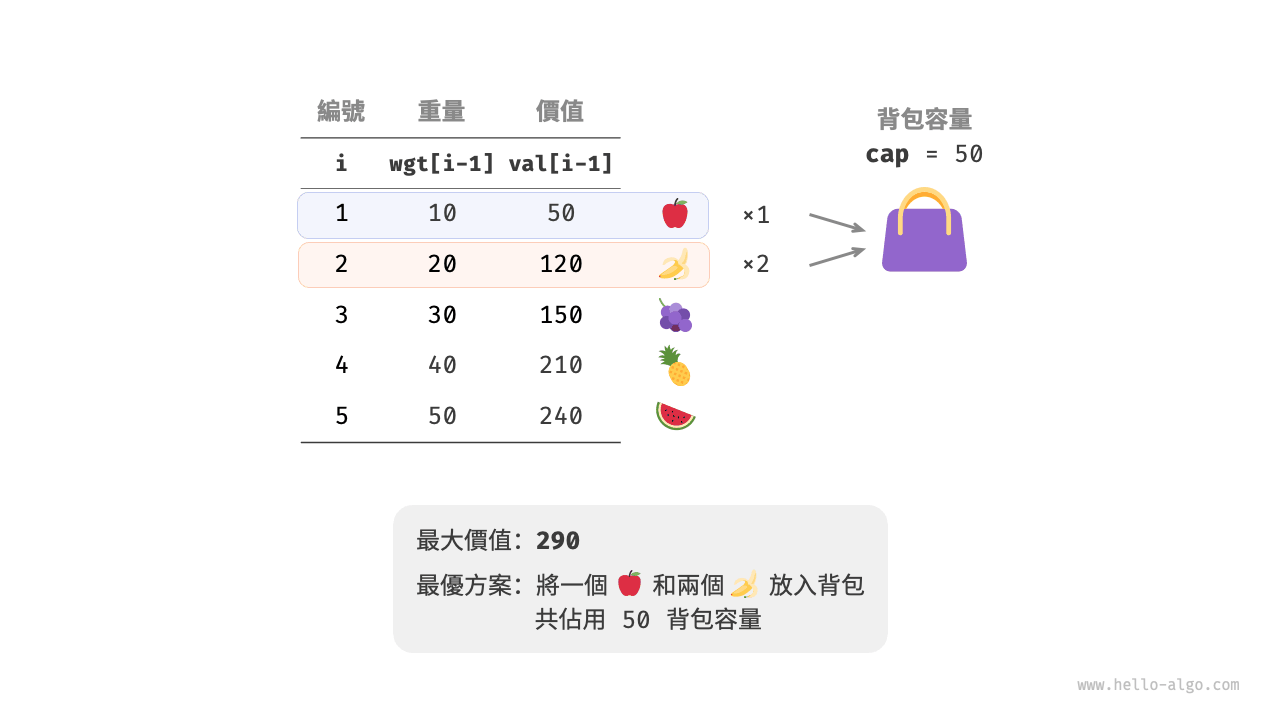 編號 重量 價值
i wgt[i-1] val[i-1]
1 10 50 ×1
2 20 120 ×2
3 30 150
4 40 210
5 50 240
背包容量
cap = 50
最大價值：290
最優方案：將一個 和兩個 放入背包
共佔用 50 背包容量
www.hello-algo.com